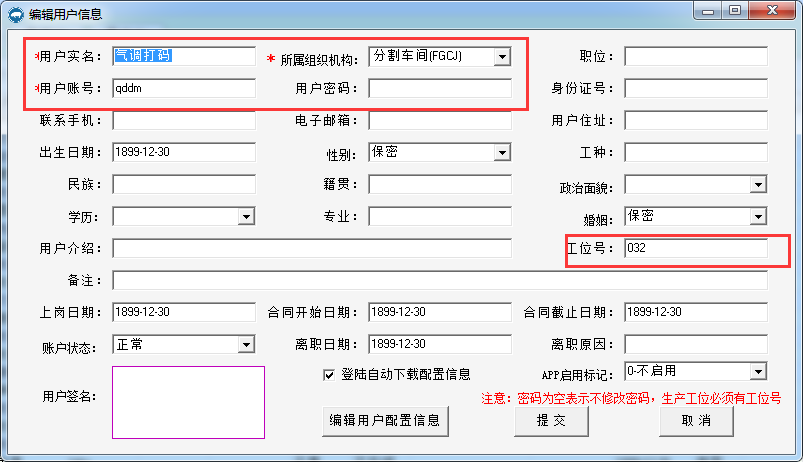 编辑用户信息
*用户实名： 气调打码 * 所属组织机构： 分割车间(FGCJ) 职位：
*用户账号： qddm 用户密码： 身份证号：
联系手机： 电子邮箱： 用户住址：
出生日期： 1899-12-30 性别： 保密 工种：
民族： 籍贯： 政治面貌：
学历： 专业： 婚姻： 保密
用户介绍： 工位号： 032
备注：
上岗日期： 1899-12-30 合同开始日期： 1899-12-30 合同截止日期： 1899-12-30
账户状态： 正常 离职日期： 1899-12-30 离职原因：
用户签名： 登陆自动下载配置信息 APP启用标记： 0-不启用
注意：密码为空表示不修改密码，生产工位必须有工位号
编辑用户配置信息 提 交 取 消